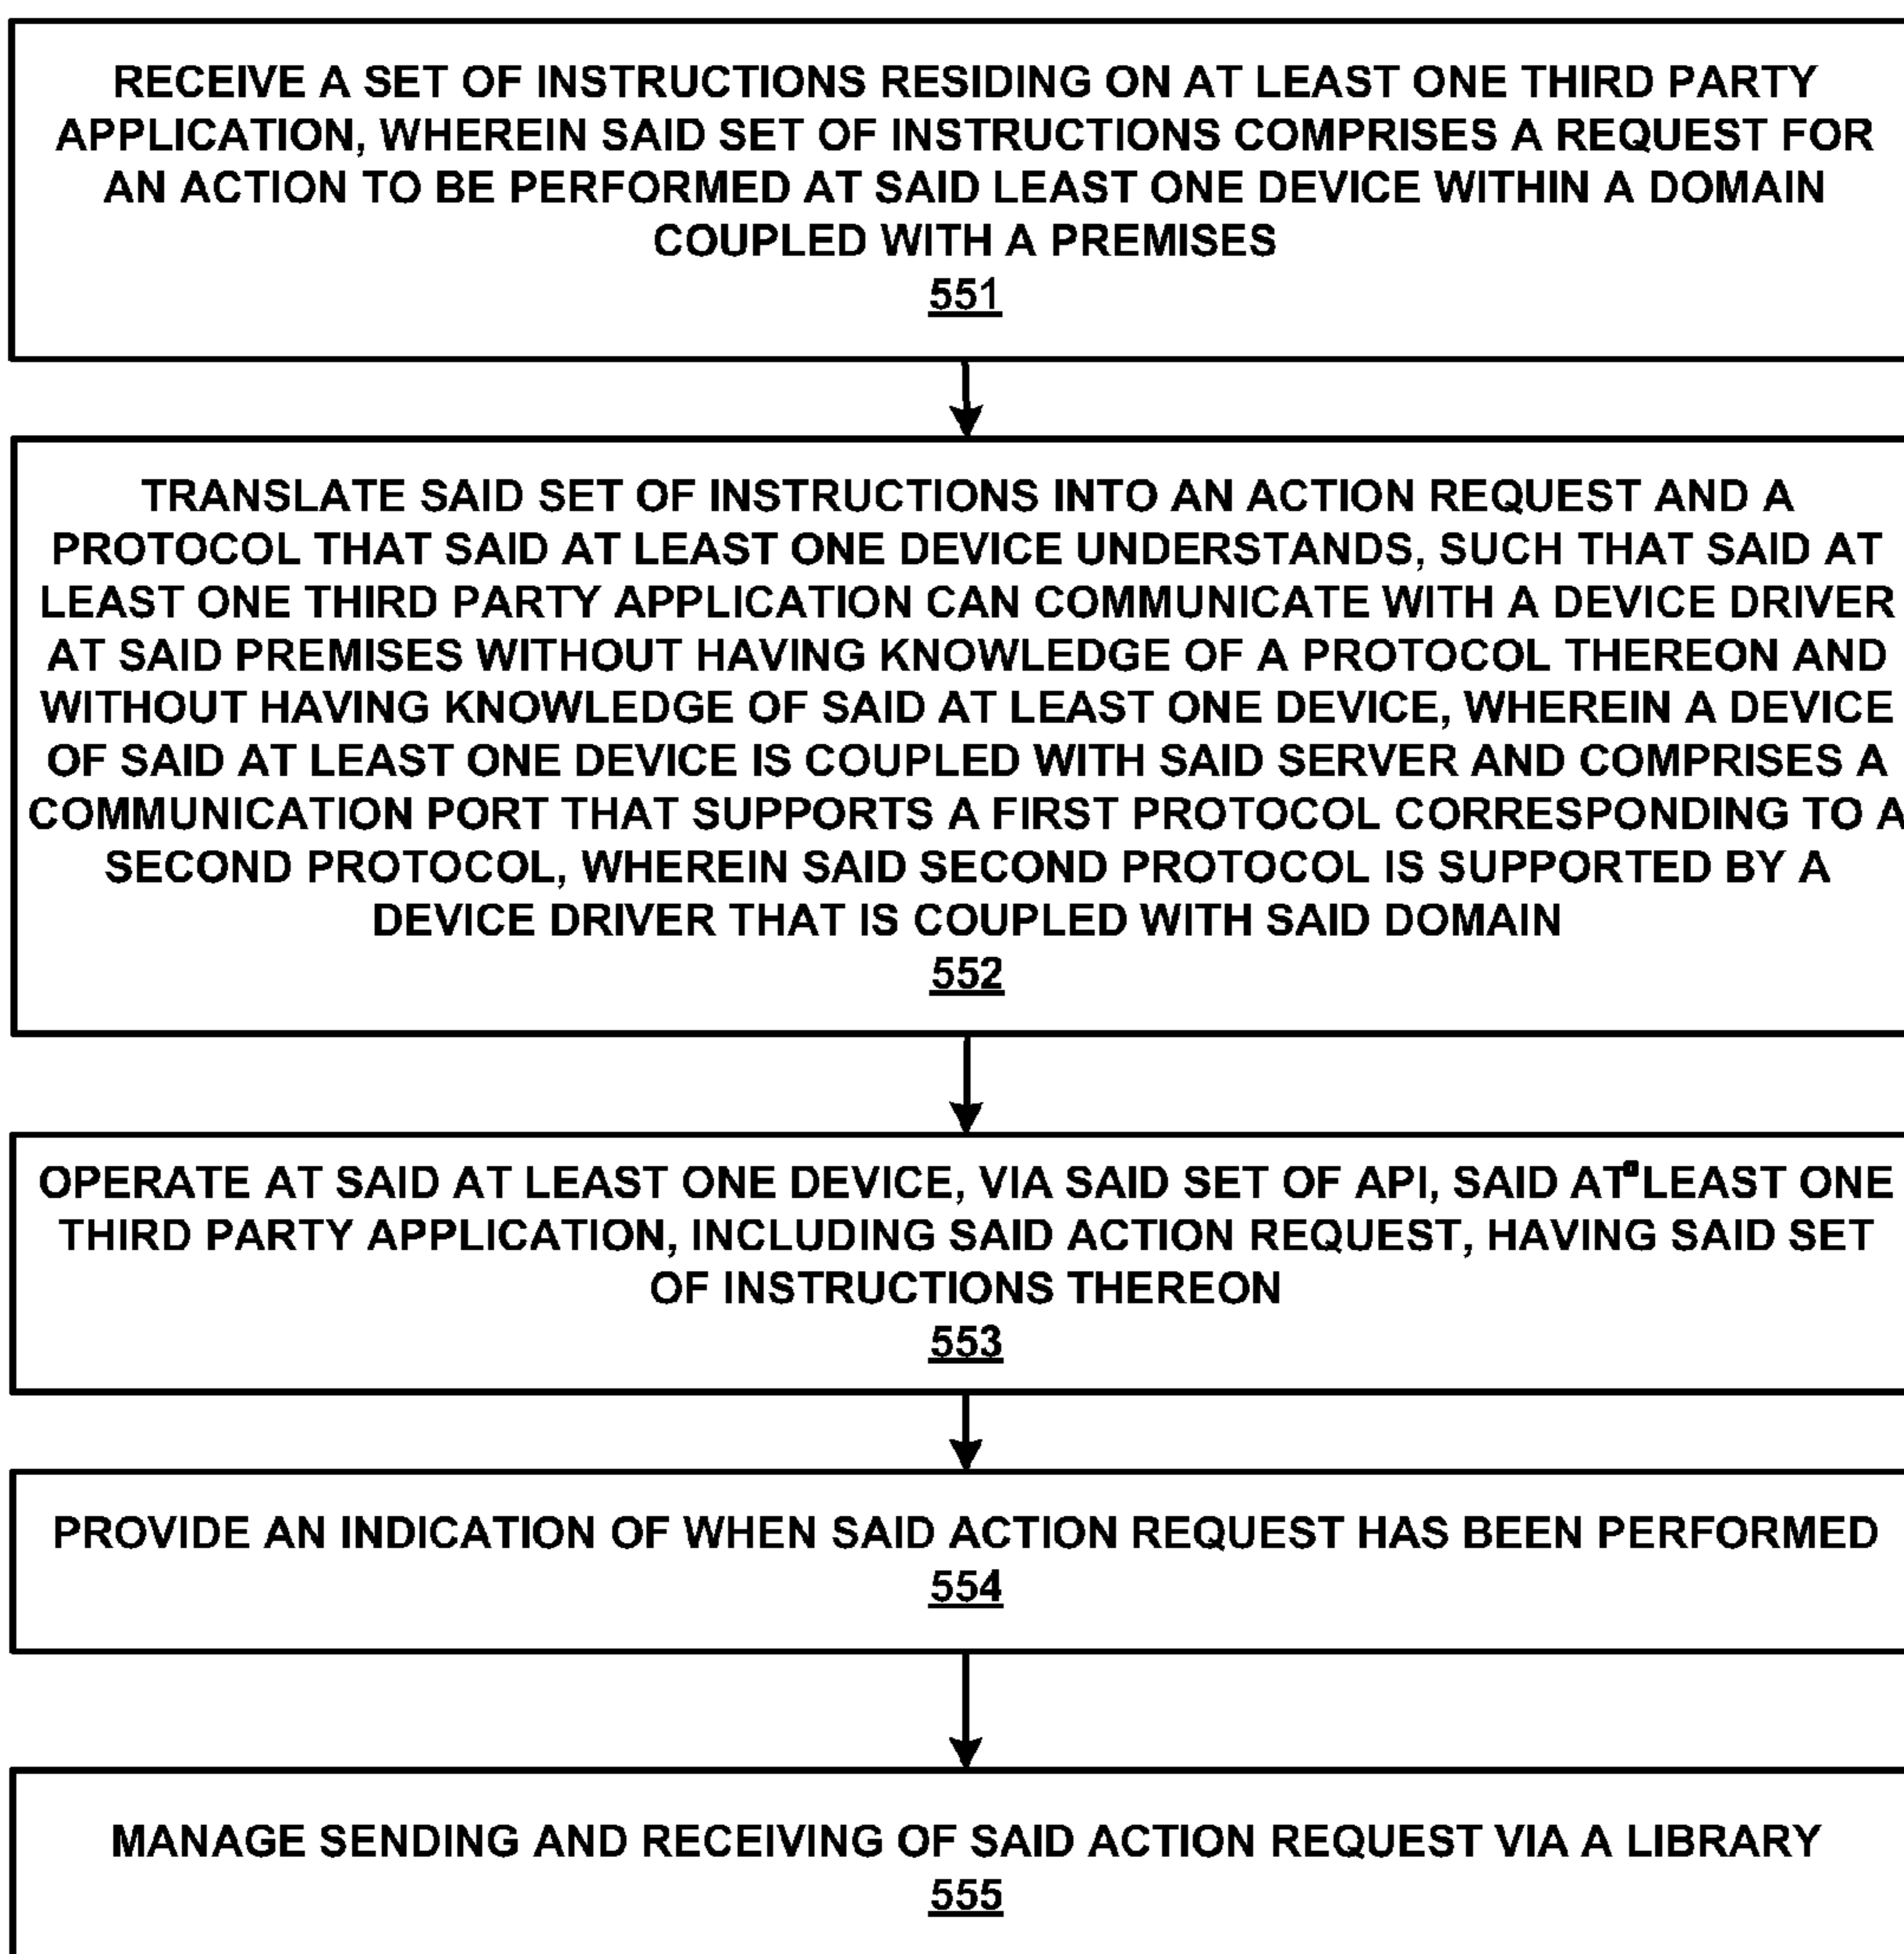 RECEIVE A SET OF INSTRUCTIONS RESIDING ON AT LEAST ONE THIRD PARTY
APPLICATION, WHEREIN SAID SET OF INSTRUCTIONS COMPRISES A REQUEST FOR
AN ACTION TO BE PERFORMED AT SAID LEAST ONE DEVICE WITHIN A DOMAIN
COUPLED WITH A PREMISES
551
TRANSLATE SAID SET OF INSTRUCTIONS INTO AN ACTION REQUEST AND A
PROTOCOL THAT SAID AT LEAST ONE DEVICE UNDERSTANDS, SUCH THAT SAID AT
LEAST ONE THIRD PARTY APPLICATION CAN COMMUNICATE WITH A DEVICE DRIVER
AT SAID PREMISES WITHOUT HAVING KNOWLEDGE OF A PROTOCOL THEREON AND
WITHOUT HAVING KNOWLEDGE OF SAID AT LEAST ONE DEVICE, WHEREIN A DEVICE
OF SAID AT LEAST ONE DEVICE IS COUPLED WITH SAID SERVER AND COMPRISES A
COMMUNICATION PORT THAT SUPPORTS A FIRST PROTOCOL CORRESPONDING TO A
SECOND PROTOCOL, WHEREIN SAID SECOND PROTOCOL IS SUPPORTED BY A
DEVICE DRIVER THAT IS COUPLED WITH SAID DOMAIN
552
OPERATE AT SAID AT LEAST ONE DEVICE, VIA SAID SET OF API, SAID AT LEAST ONE
THIRD PARTY APPLICATION, INCLUDING SAID ACTION REQUEST, HAVING SAID SET
OF INSTRUCTIONS THEREON
553
PROVIDE AN INDICATION OF WHEN SAID ACTION REQUEST HAS BEEN PERFORMED
554
MANAGE SENDING AND RECEIVING OF SAID ACTION REQUEST VIA A LIBRARY
555